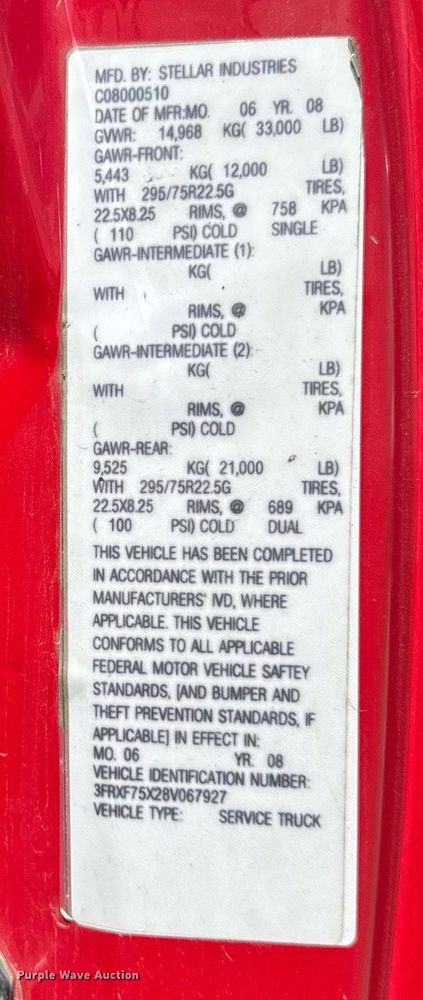 MFD. BY: STELLAR INDUSTRIES
C08000510
DATE OF MFR:MO. 06 YR. 08
GVWR: 14,968 KG( 33,000 LB)
GAWR-FRONT:
5,443 KG( 12,000 LB)
WITH 295/75R22.5G TIRES,
22.5X8.25 RIMS, @ 758 KPA
( 110 PSI) COLD SINGLE
GAWR-INTERMEDIATE (1):
KG( LB)
WITH TIRES,
RIMS, @ KPA
( PSI) COLD
GAWR-INTERMEDIATE (2):
KG( LB)
WITH TIRES,
RIMS, @ KPA
( PSI) COLD
GAWR-REAR:
9,525 KG( 21,000 LB)
WITH 295/75R22.5G TIRES,
22.5X8.25 RIMS, @ 689 KPA
( 100 PSI) COLD DUAL
THIS VEHICLE HAS BEEN COMPLETED
IN ACCORDANCE WITH THE PRIOR
MANUFACTURERS' IVD, WHERE
APPLICABLE. THIS VEHICLE
CONFORMS TO ALL APPLICABLE
FEDERAL MOTOR VEHICLE SAFTEY
STANDARDS, [AND BUMPER AND
THEFT PREVENTION STANDARDS, IF
APPLICABLE] IN EFFECT IN:
MO. 06 YR. 08
VEHICLE IDENTIFICATION NUMBER:
3FRXF75X28V067927
VEHICLE TYPE: SERVICE TRUCK
Purple Wave Auction